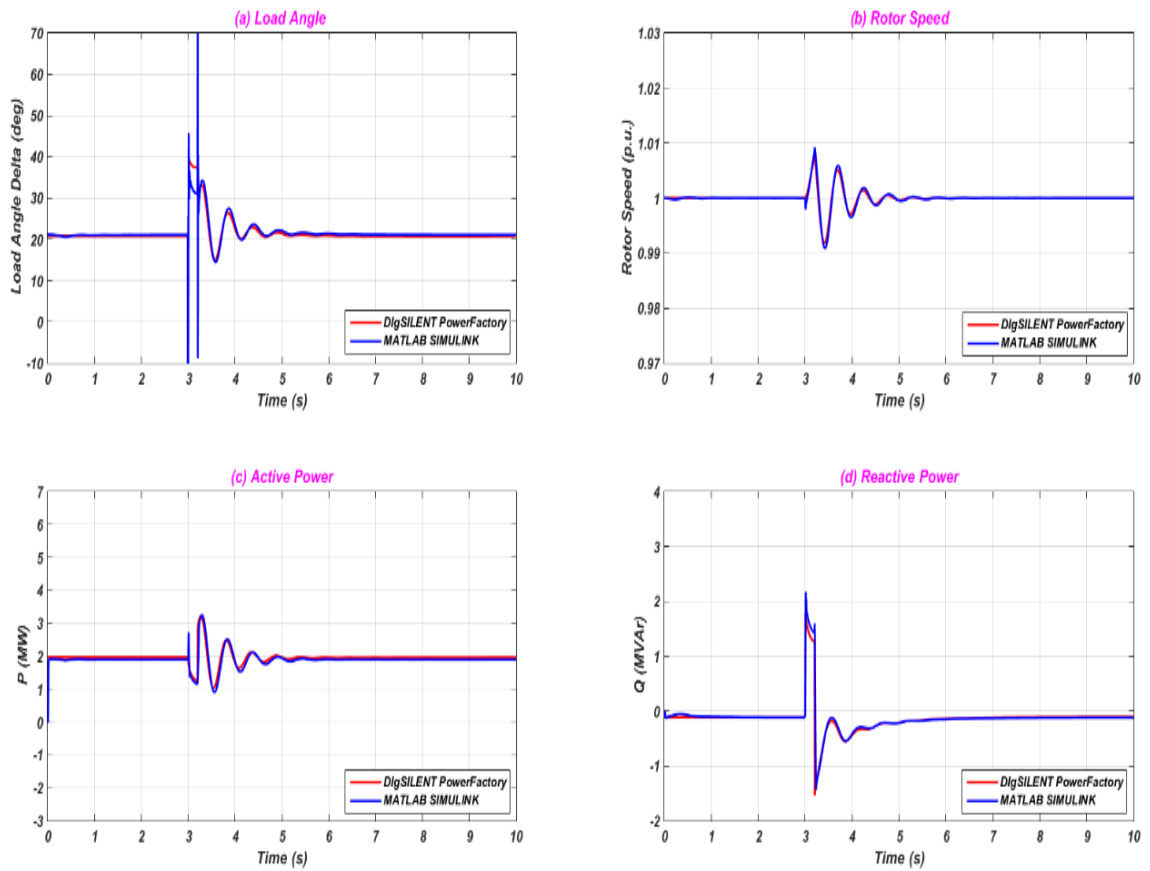 (a) Load Angle
70
60
50
40
30
20
10
0
-10
Load Angle Delta (deg)
DIgSILENT PowerFactory
MATLAB SIMULINK
0 1 2 3 4 5 6 7 8 9 10
Time (s)
(b) Rotor Speed
1.03
1.02
1.01
1
0.99
0.98
0.97
Rotor Speed (p.u.)
DIgSILENT PowerFactory
MATLAB SIMULINK
0 1 2 3 4 5 6 7 8 9 10
Time (s)
(c) Active Power
7
6
5
4
3
2
1
0
-1
-2
-3
P (MW)
DIgSILENT PowerFactory
MATLAB SIMULINK
0 1 2 3 4 5 6 7 8 9 10
Time (s)
(d) Reactive Power
4
3
2
1
0
-1
-2
Q (MVAr)
DIgSILENT PowerFactory
MATLAB SIMULINK
0 1 2 3 4 5 6 7 8 9 10
Time (s)